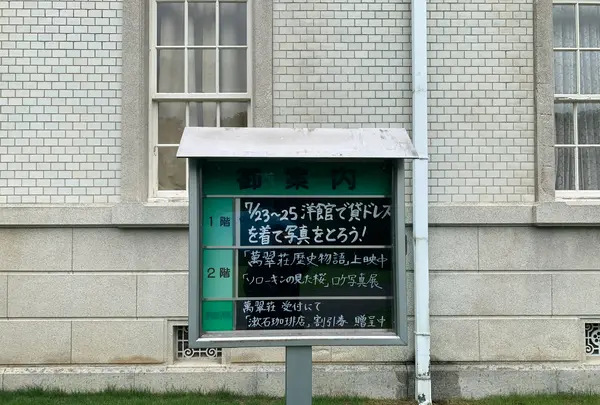 御案内
1階
7/23~25 洋館で貸ドレス
を着て写真をとろう!
2階
「萬翠荘歴史物語」上映中
「ソローキンの見た桜」ロケ写真展
萬翠荘 受付にて
「漱石珈琲店」割引券 贈呈中